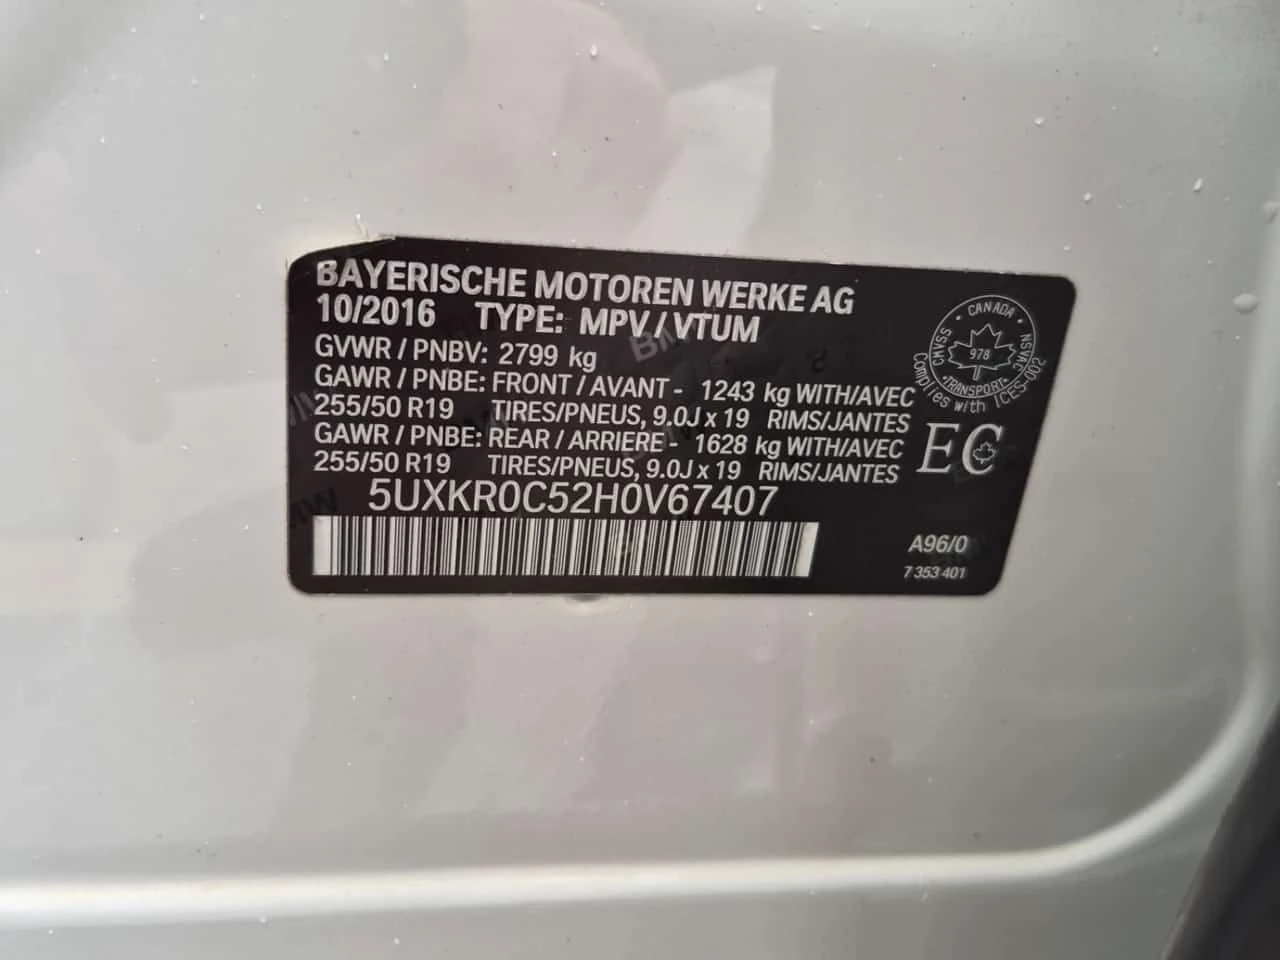 BAYERISCHE MOTOREN WERKE AG
10/2016 TYPE: MPV / VTUM
GVWR / PNBV: 2799 kg
GAWR / PNBE: FRONT / AVANT - 1243 kg WITH/AVEC
255/50 R19 TIRES/PNEUS, 9.0J x 19 RIMS/JANTES
GAWR / PNBE: REAR / ARRIERE - 1628 kg WITH/AVEC
255/50 R19 TIRES/PNEUS, 9.0J x 19 RIMS/JANTES
5UXKR0C52H0V67407
CANADA
CMVSS NSVAC
978
TRANSPORT
Complies with ICES-002
EC
A96/0
7 353 401
BMW